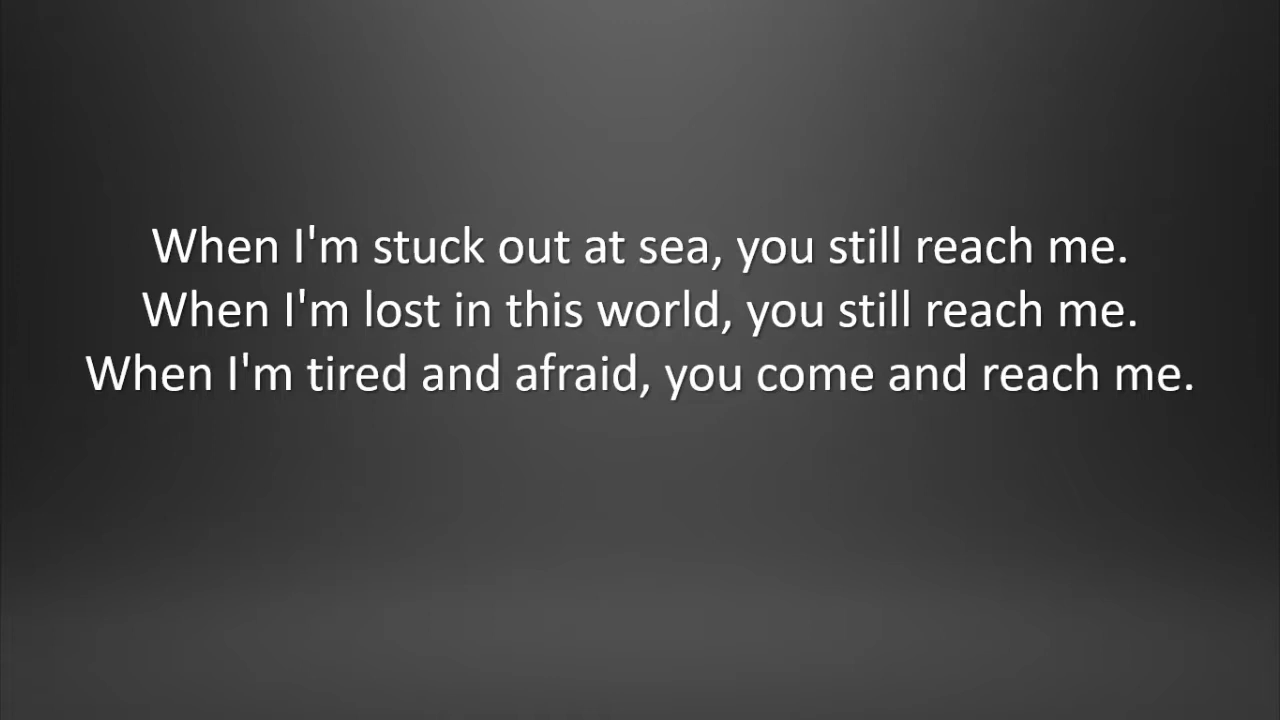 When I'm stuck out at sea, you still reach me.
When I'm lost in this world, you still reach me.
When I'm tired and afraid, you come and reach me.